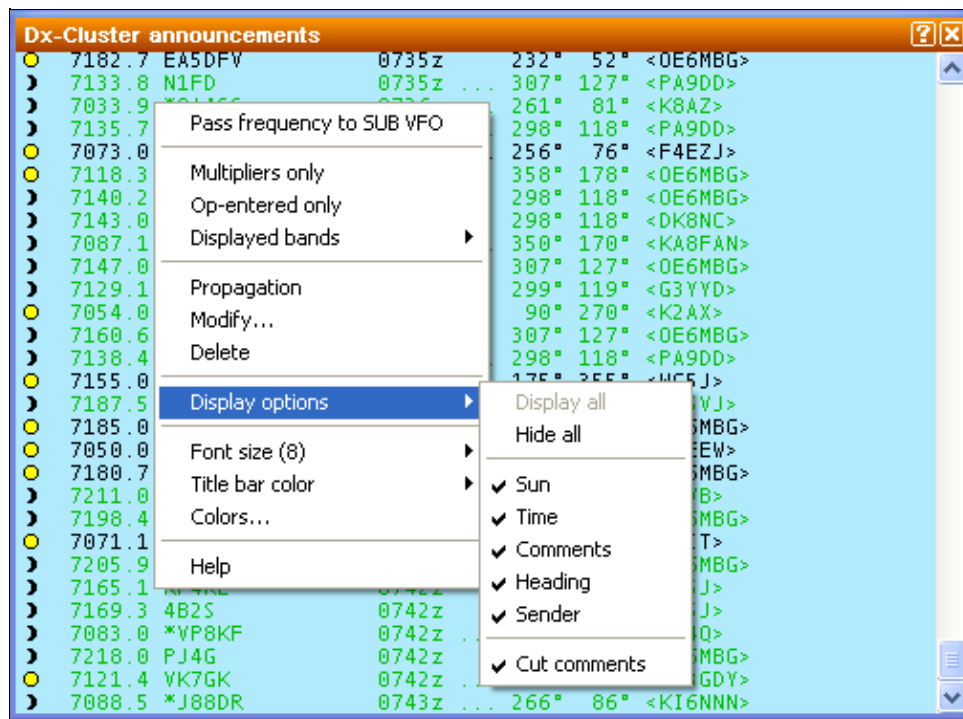 Dx-Cluster announcements
7182.7 EA5DFV 0735z 232° 52° <OE6MBG>
7133.8 N1FD 0735z ... 307° 127° <PA9DD>
7033.9 261° 81° <K8AZ>
7135.7 298° 118° <PA9DD>
7073.0 256° 76° <F4EZJ>
7118.3 358° 178° <OE6MBG>
7140.2 298° 118° <OE6MBG>
7143.0 298° 118° <DK8NC>
7087.1 350° 170° <KA8FAN>
7147.0 307° 127° <OE6MBG>
7129.1 299° 119° <G3YYD>
7054.0 90° 270° <K2AX>
7160.6 307° 127° <OE6MBG>
7138.4 298° 118° <PA9DD>
7155.0
7187.5 VJ>
7185.0 MBG>
7050.0 EEW>
7180.7 MBG>
7211.0 B>
7198.4 MBG>
7071.1 T>
7205.9 MBG>
7165.1 J>
7169.3 4B2S 0742z J>
7083.0 *VP8KF 0742z .. Q>
7218.0 PJ4G 0742z MBG>
7121.4 VK7GK 0742z .. GDY>
7088.5 *J88DR 0743z ... 266° 86° <KI6NNN>
Pass frequency to SUB VFO
Multipliers only
Op-entered only
Displayed bands
Propagation
Modify...
Delete
Display options
Font size (8)
Title bar color
Colors...
Help
Display all
Hide all
Sun
Time
Comments
Heading
Sender
Cut comments